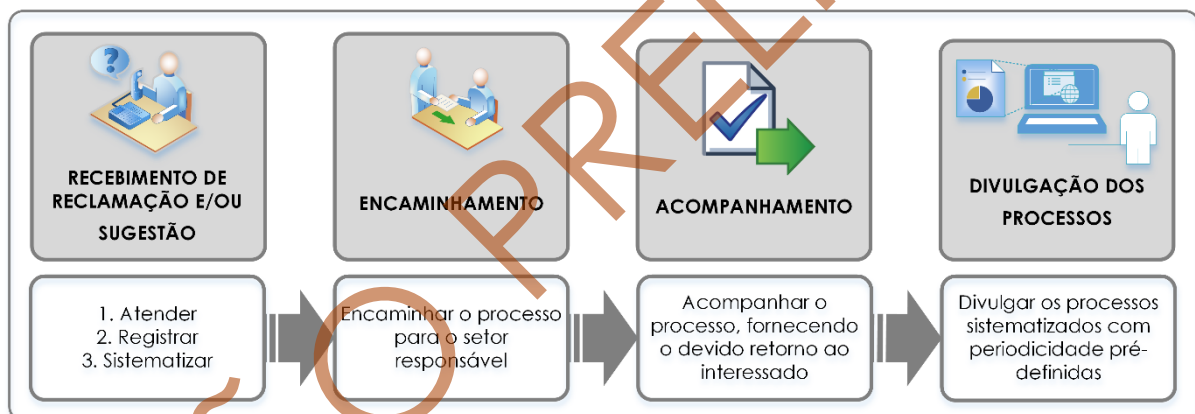 RECEBIMENTO DE
RECLAMAÇÃO E/OU
SUGESTÃO
1. Atender
2. Registrar
3. Sistematizar
ENCAMINHAMENTO
Encaminhar o processo
para o setor
responsável
ACOMPANHAMENTO
Acompanhar o
processo, fornecendo
o devido retorno ao
interessado
DIVULGAÇÃO DOS
PROCESSOS
Divulgar os processos
sistematizados com
periodicidade pré-
definidas
O PREL